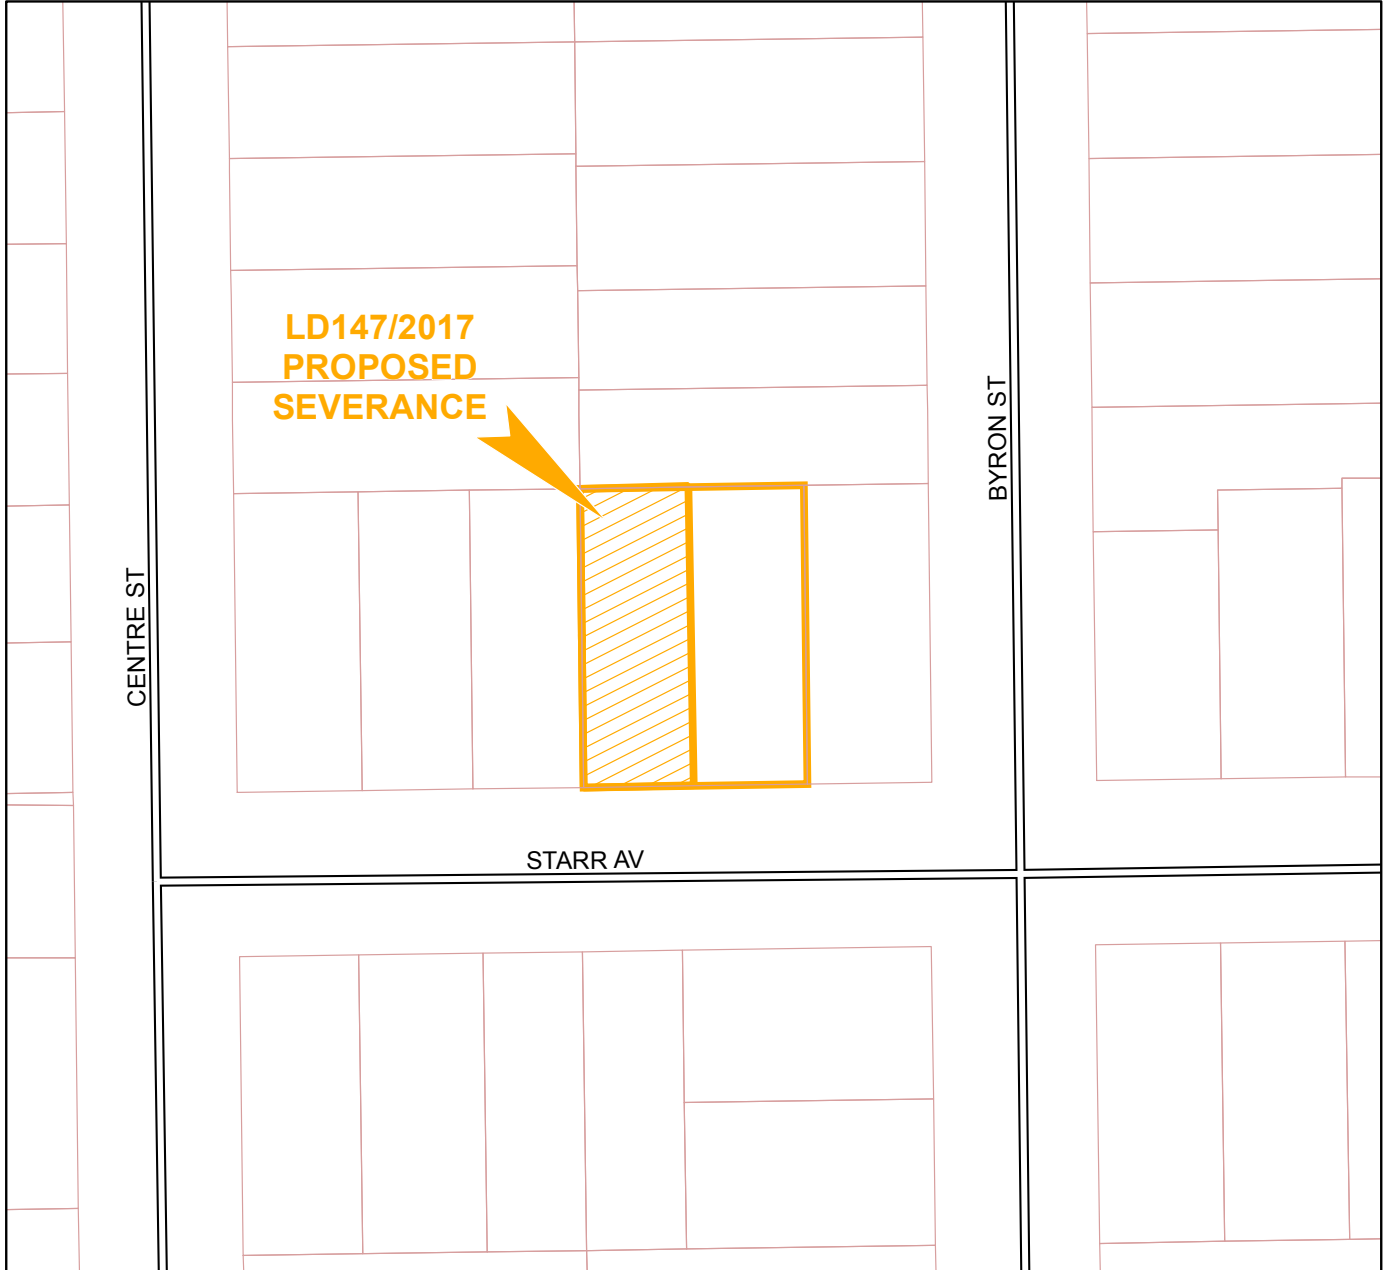 LD147/2017
PROPOSED
SEVERANCE
BYRON ST
CENTRE ST
STARR AV